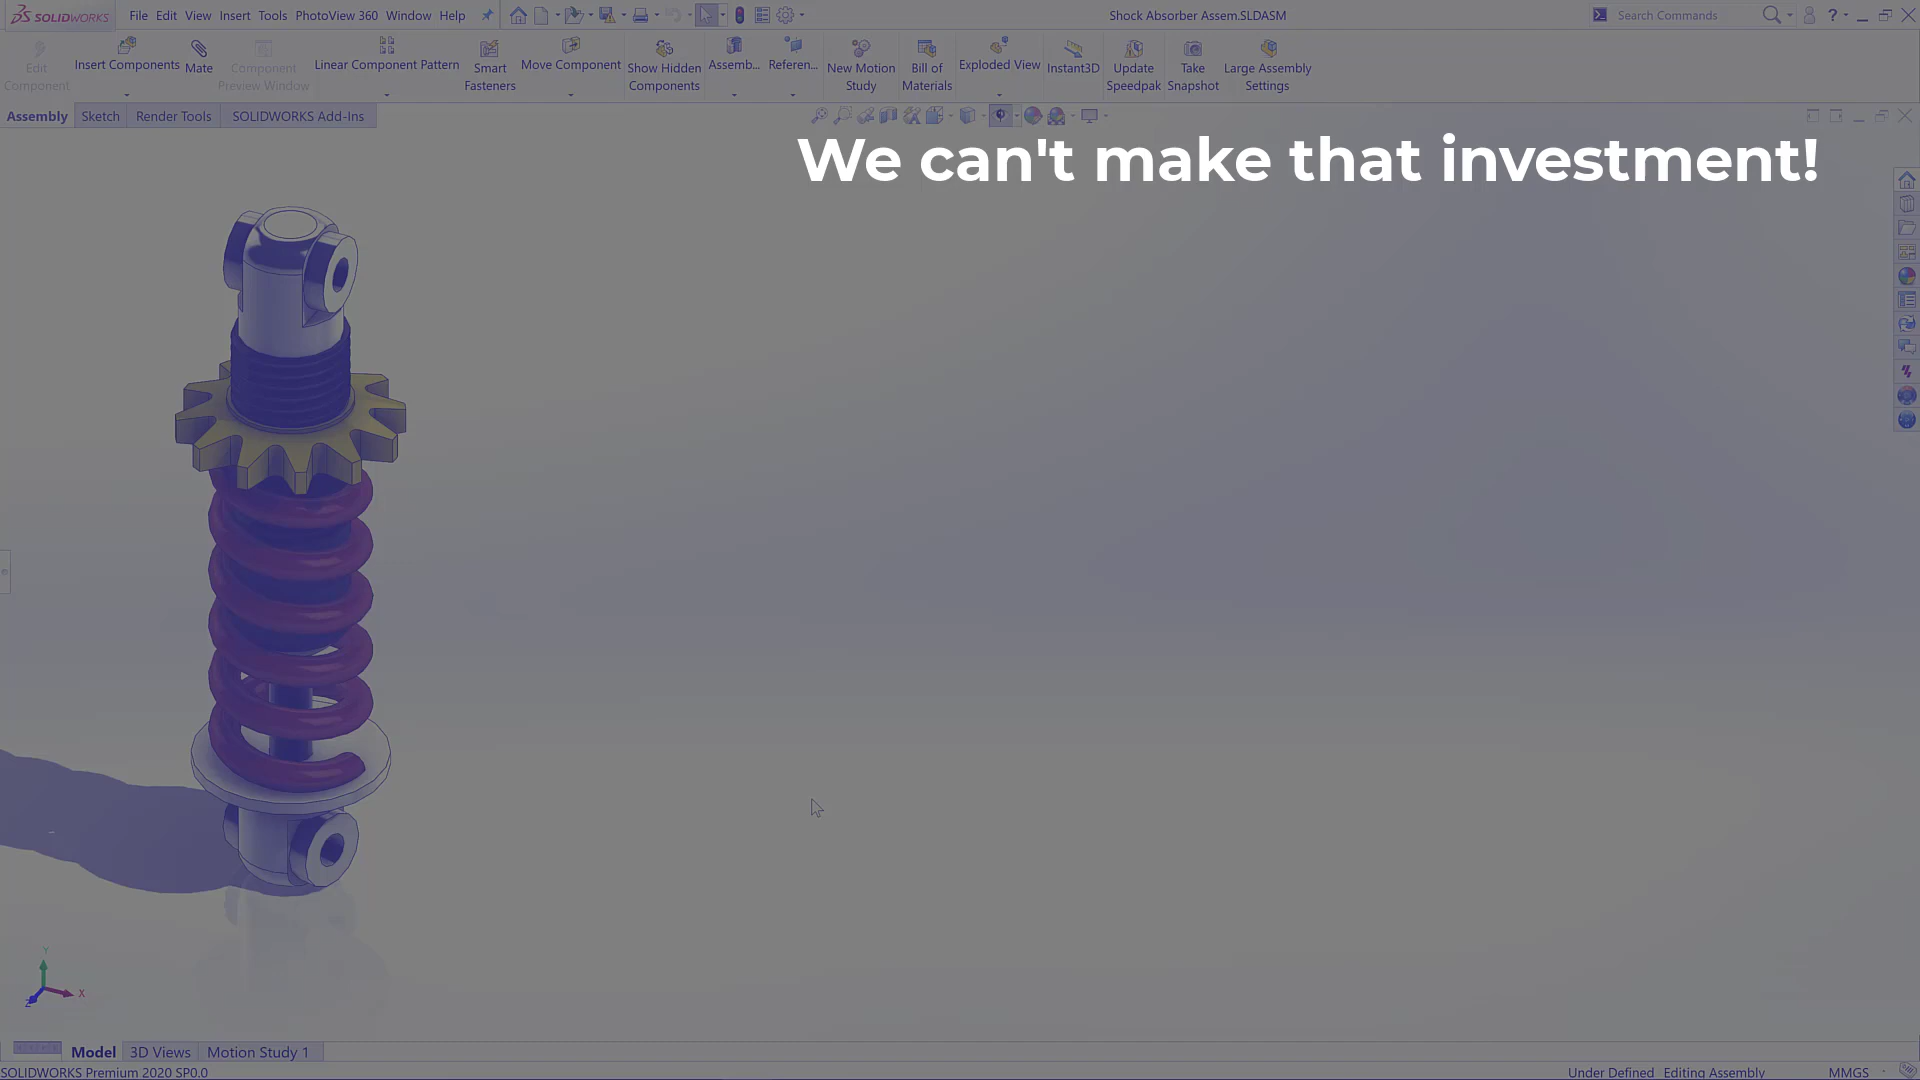 SOLIDWORKS File Edit View Insert Tools PhotoView 360 Window Help Shock Absorber Assem.SLDASM Search Commands ?
Edit Component
Insert Components
Mate
Component Preview Window
Linear Component Pattern
Smart Fasteners
Move Component
Show Hidden Components
Assemb...
Referen...
New Motion Study
Bill of Materials
Exploded View
Instant3D
Update Speedpak
Take Snapshot
Large Assembly Settings
Assembly Sketch Render Tools SOLIDWORKS Add-Ins
We can't make that investment!
Y
X
Z
Model 3D Views Motion Study 1
SOLIDWORKS Premium 2020 SP0.0 Under Defined Editing Assembly MMGS